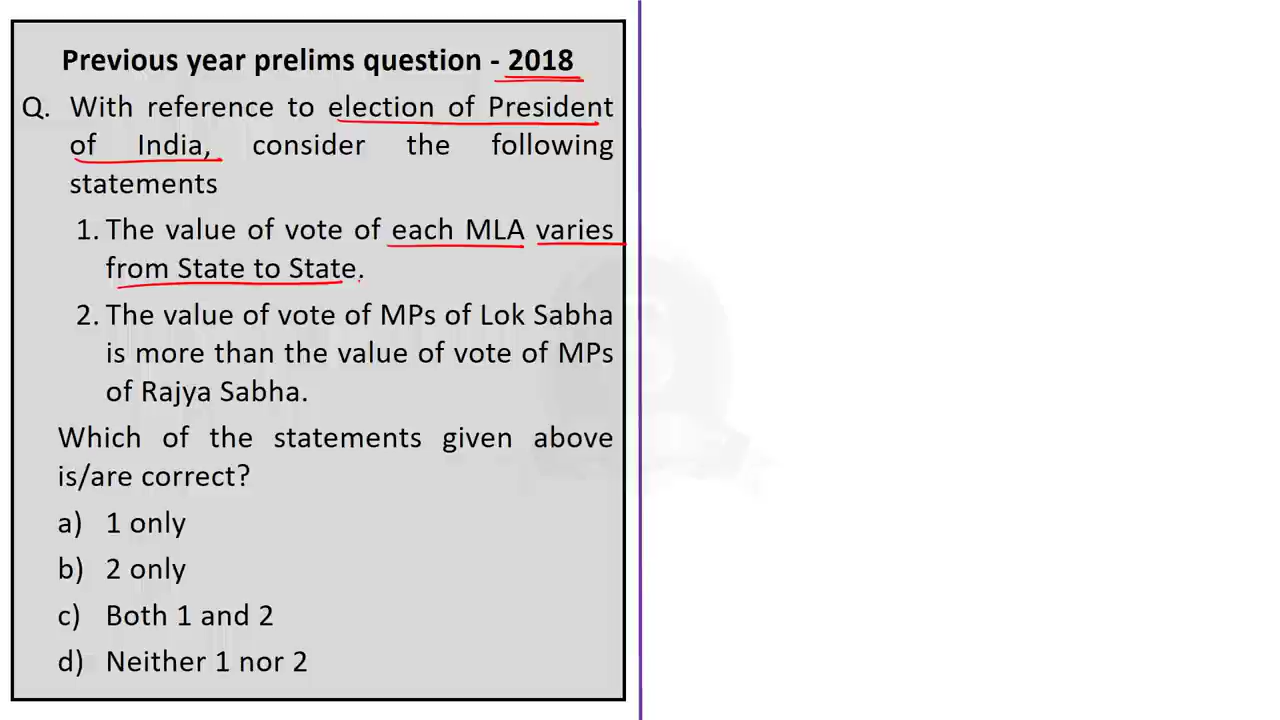 Previous year prelims question - 2018
Q. With reference to election of President
of India, consider the following
statements
1. The value of vote of each MLA varies
from State to State.
2. The value of vote of MPs of Lok Sabha
is more than the value of vote of MPs
of Rajya Sabha.
Which of the statements given above
is/are correct?
a) 1 only
b) 2 only
c) Both 1 and 2
d) Neither 1 nor 2